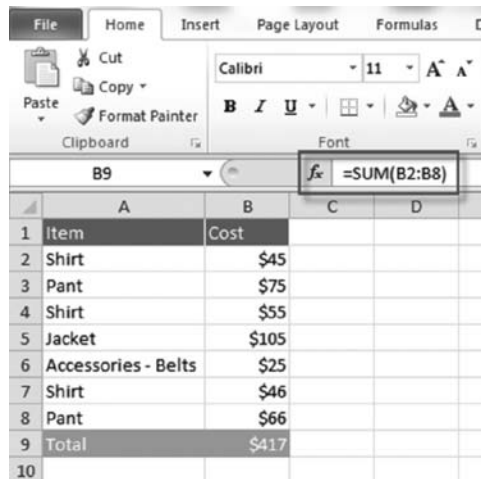 File Home Insert Page Layout Formulas
Cut
Copy
Paste
Format Painter
Clipboard
Calibri 11 A A
B I U A
Font
B9 fx =SUM(B2:B8)
A B C D
1 Item Cost
2 Shirt $45
3 Pant $75
4 Shirt $55
5 Jacket $105
6 Accessories - Belts $25
7 Shirt $46
8 Pant $66
9 Total $417
10